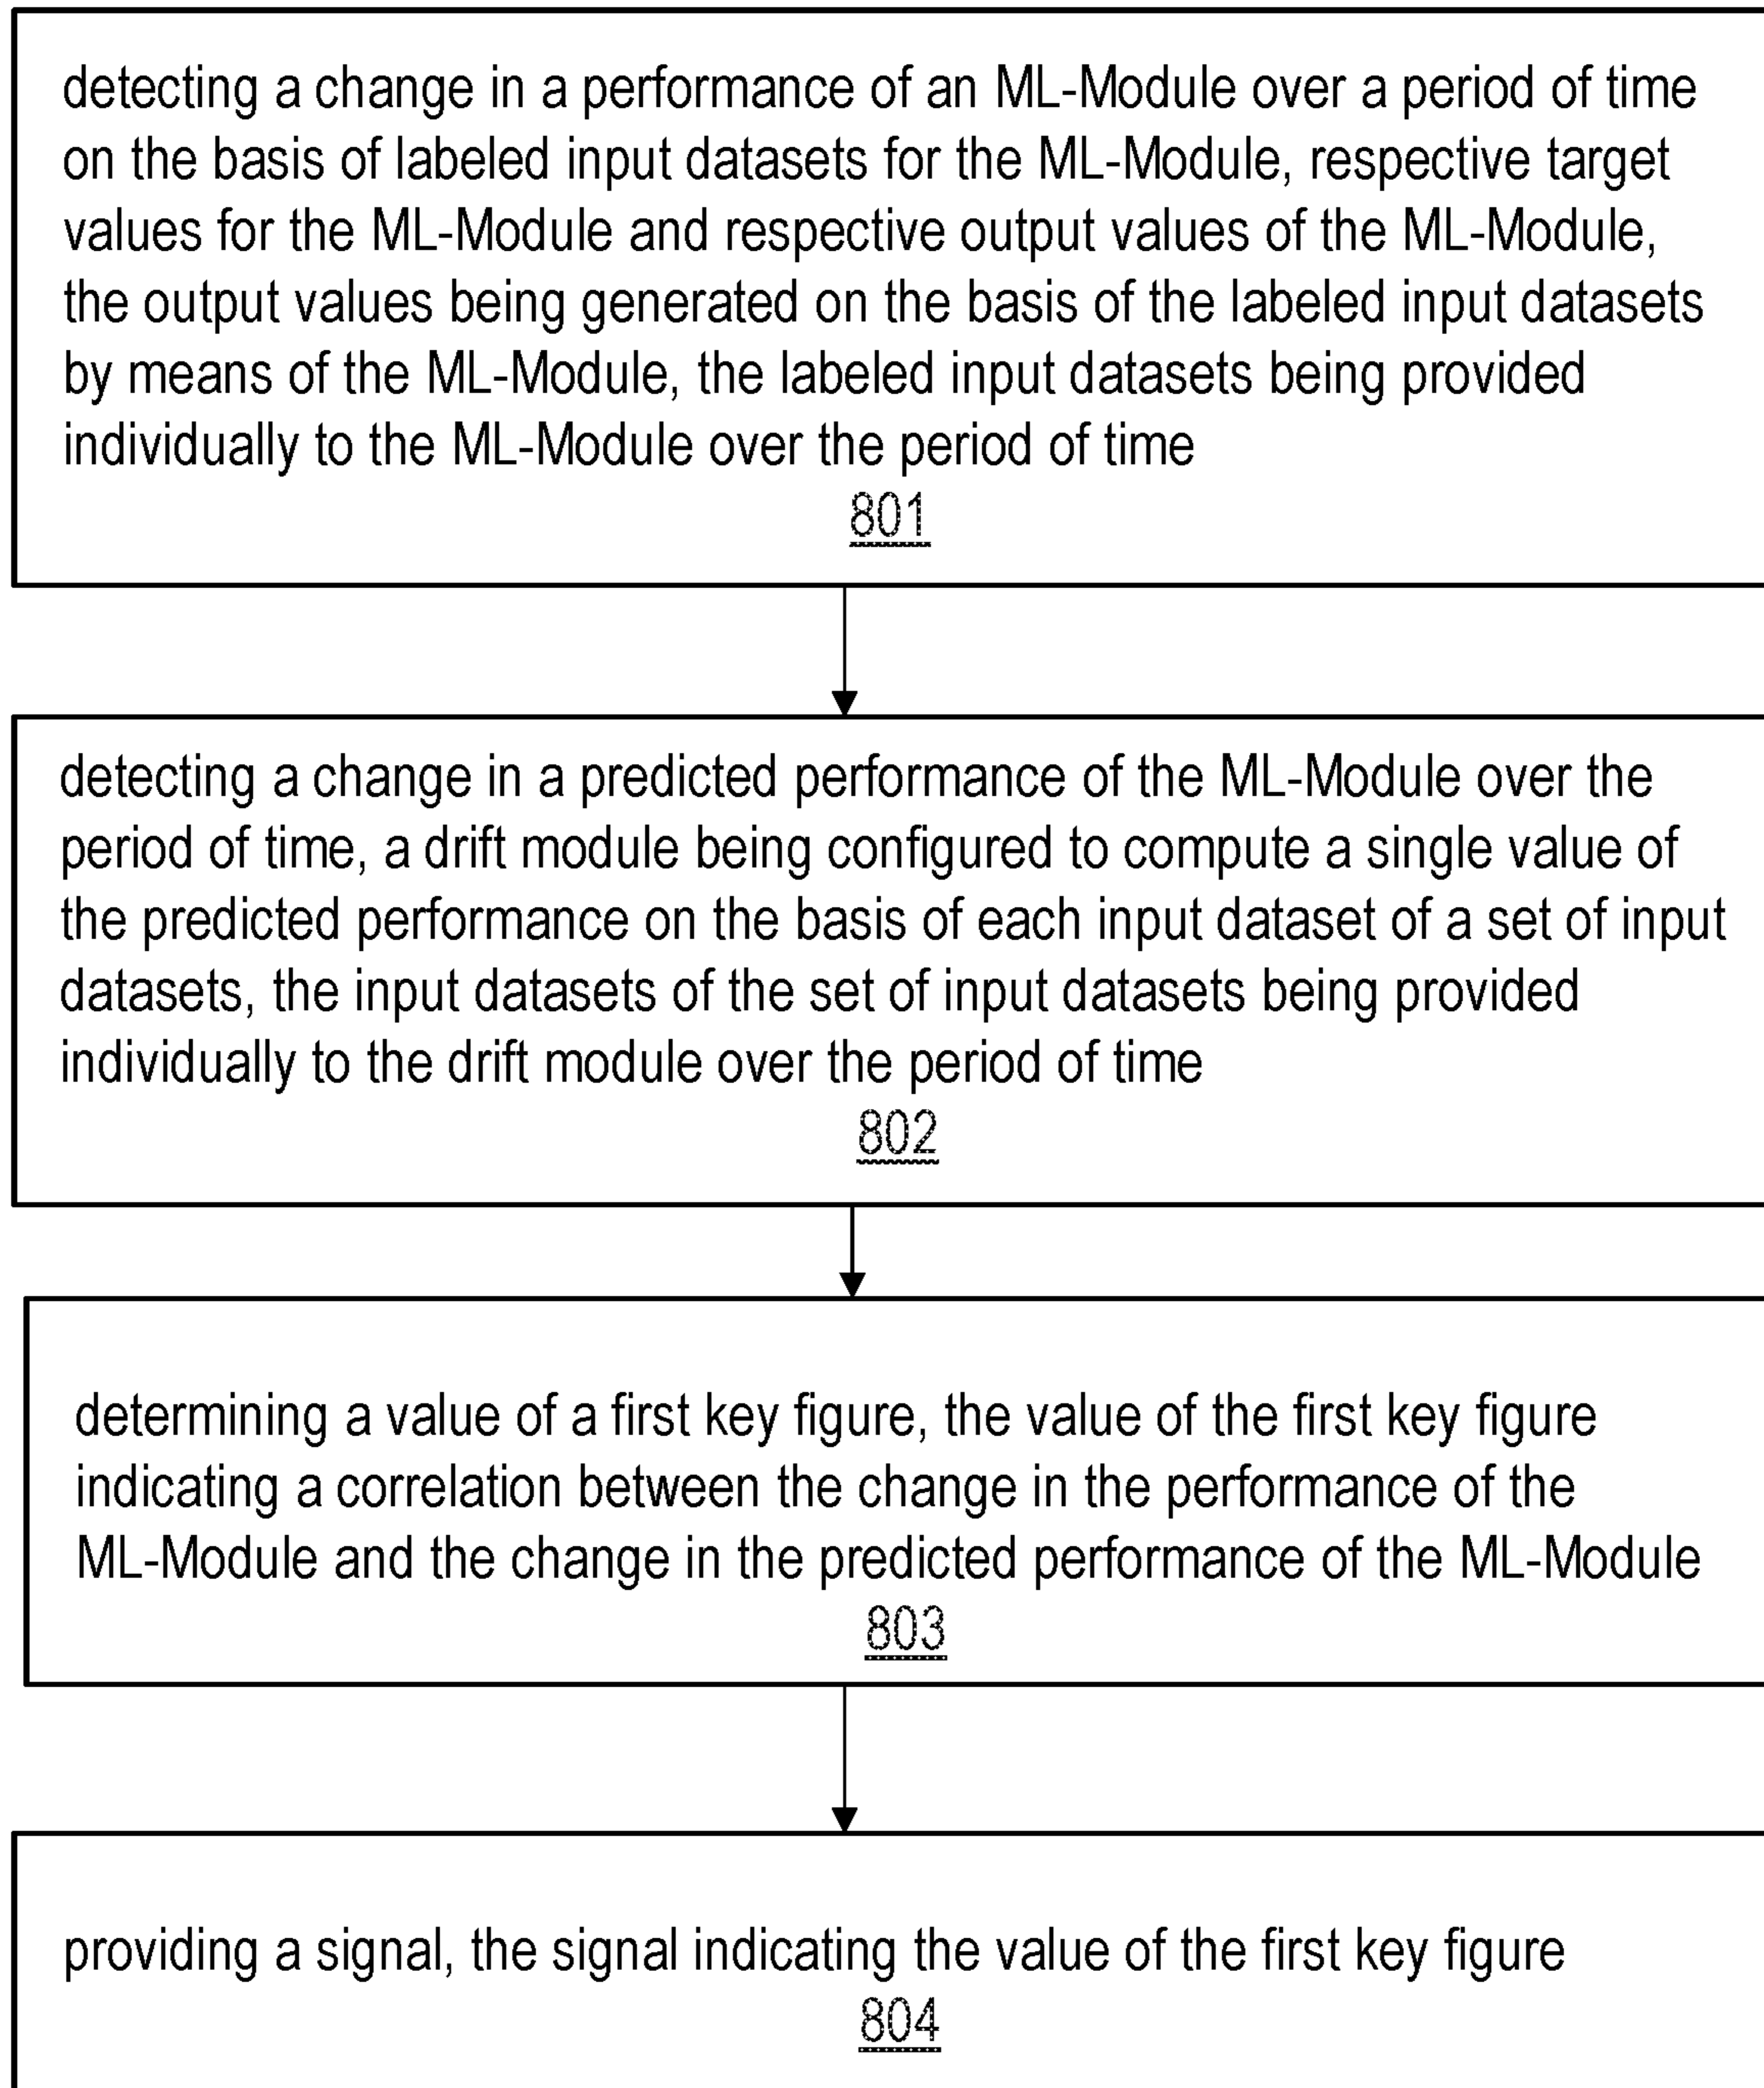 detecting a change in a performance of an ML-Module over a period of time
on the basis of labeled input datasets for the ML-Module, respective target
values for the ML-Module and respective output values of the ML-Module,
the output values being generated on the basis of the labeled input datasets
by means of the ML-Module, the labeled input datasets being provided
individually to the ML-Module over the period of time
801
detecting a change in a predicted performance of the ML-Module over the
period of time, a drift module being configured to compute a single value of
the predicted performance on the basis of each input dataset of a set of input
datasets, the input datasets of the set of input datasets being provided
individually to the drift module over the period of time
802
determining a value of a first key figure, the value of the first key figure
indicating a correlation between the change in the performance of the
ML-Module and the change in the predicted performance of the ML-Module
803
providing a signal, the signal indicating the value of the first key figure
804